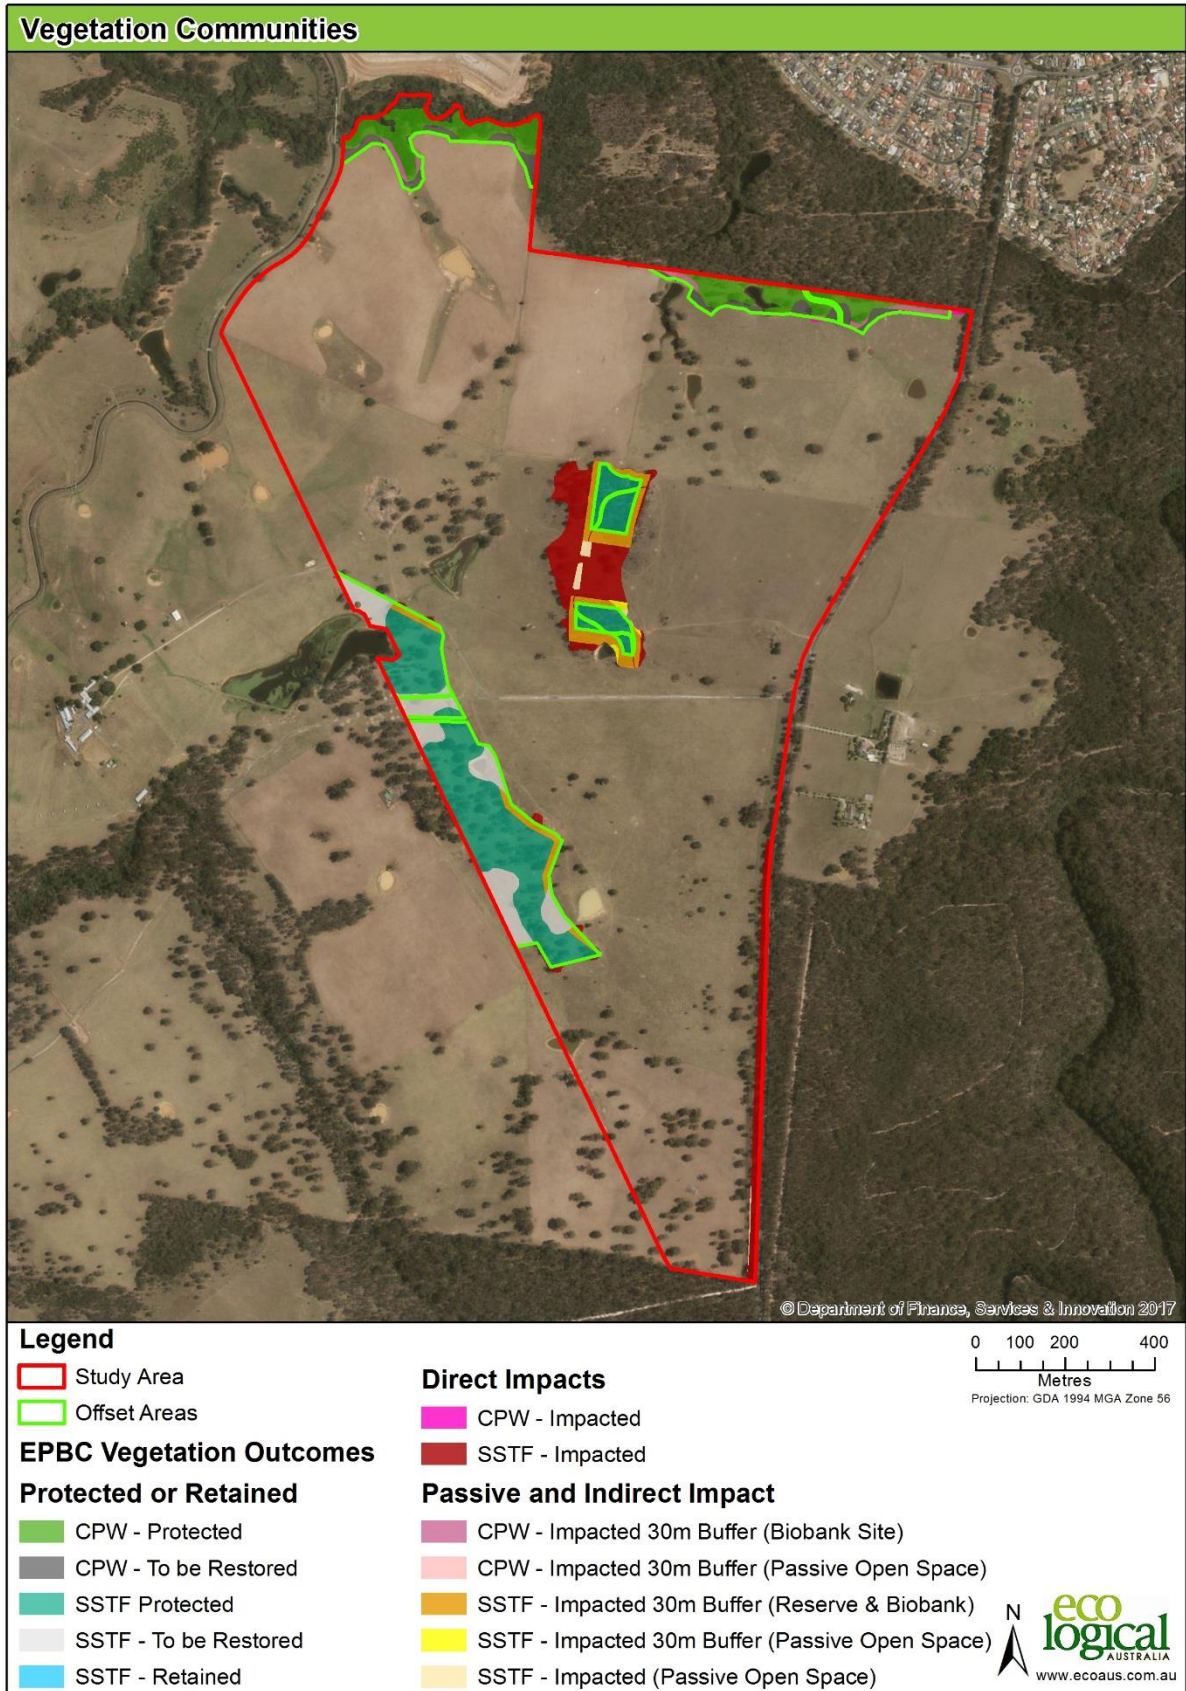 Vegetation Communities
© Department of Finance, Services & Innovation 2017
Legend
Study Area
Offset Areas
EPBC Vegetation Outcomes
Protected or Retained
CPW - Protected
CPW - To be Restored
SSTF Protected
SSTF - To be Restored
SSTF - Retained
Direct Impacts
CPW - Impacted
SSTF - Impacted
Passive and Indirect Impact
CPW - Impacted 30m Buffer (Biobank Site)
CPW - Impacted 30m Buffer (Passive Open Space)
SSTF - Impacted 30m Buffer (Reserve & Biobank)
SSTF - Impacted 30m Buffer (Passive Open Space)
SSTF - Impacted (Passive Open Space)
0 100 200 400
Metres
Projection: GDA 1994 MGA Zone 56
N
eco
logical
AUSTRALIA
www.ecoaus.com.au